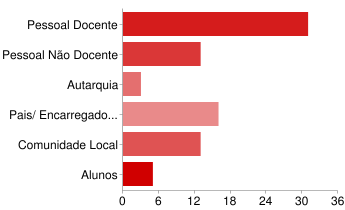 Pessoal Docente
Pessoal Não Docente
Autarquia
Pais/ Encarregado...
Comunidade Local
Alunos
0 6 12 18 24 30 36